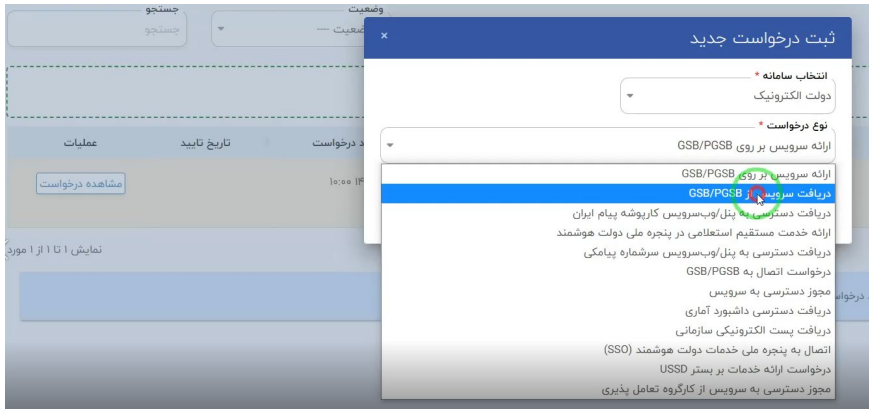 جستجو
وضعیت
جستجو
ثبت درخواست جدید
×
انتخاب سامانه *
دولت الکترونیک
نوع درخواست *
ارائه سرویس بر روی GSB/PGSB
ارائه سرویس بر روی GSB/PGSB
دریافت سرویس از GSB/PGSB
دریافت دسترسی به پنل/وب‌سرویس کارپوشه پیام ایران
ارائه خدمت مستقیم استعلامی در پنجره ملی دولت هوشمند
دریافت دسترسی به پنل/وب‌سرویس سرشماره پیامکی
درخواست اتصال به GSB/PGSB
مجوز دسترسی به سرویس
دریافت دسترسی داشبورد آماری
دریافت پست الکترونیکی سازمانی
اتصال به پنجره ملی خدمات دولت هوشمند (SSO)
درخواست ارائه خدمات بر بستر USSD
مجوز دسترسی به سرویس از کارگروه تعامل پذیری
درخواست تاریخ تایید عملیات
۱۰:۰۰ مشاهده درخواست
نمایش ۱ تا ۱ از ۱ مورد